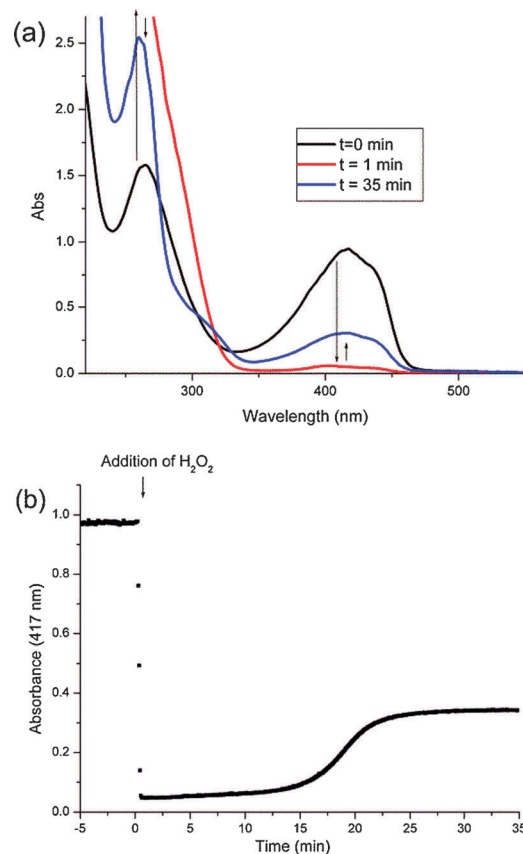 (a)
2.5
2.0
1.5
1.0
0.5
0.0
Abs
t=0 min
t = 1 min
t = 35 min
300 400 500
Wavelength (nm)
(b)
Addition of H₂O₂
1.0
0.8
0.6
0.4
0.2
0.0
Absorbance (417 nm)
-5 0 5 10 15 20 25 30 35
Time (min)